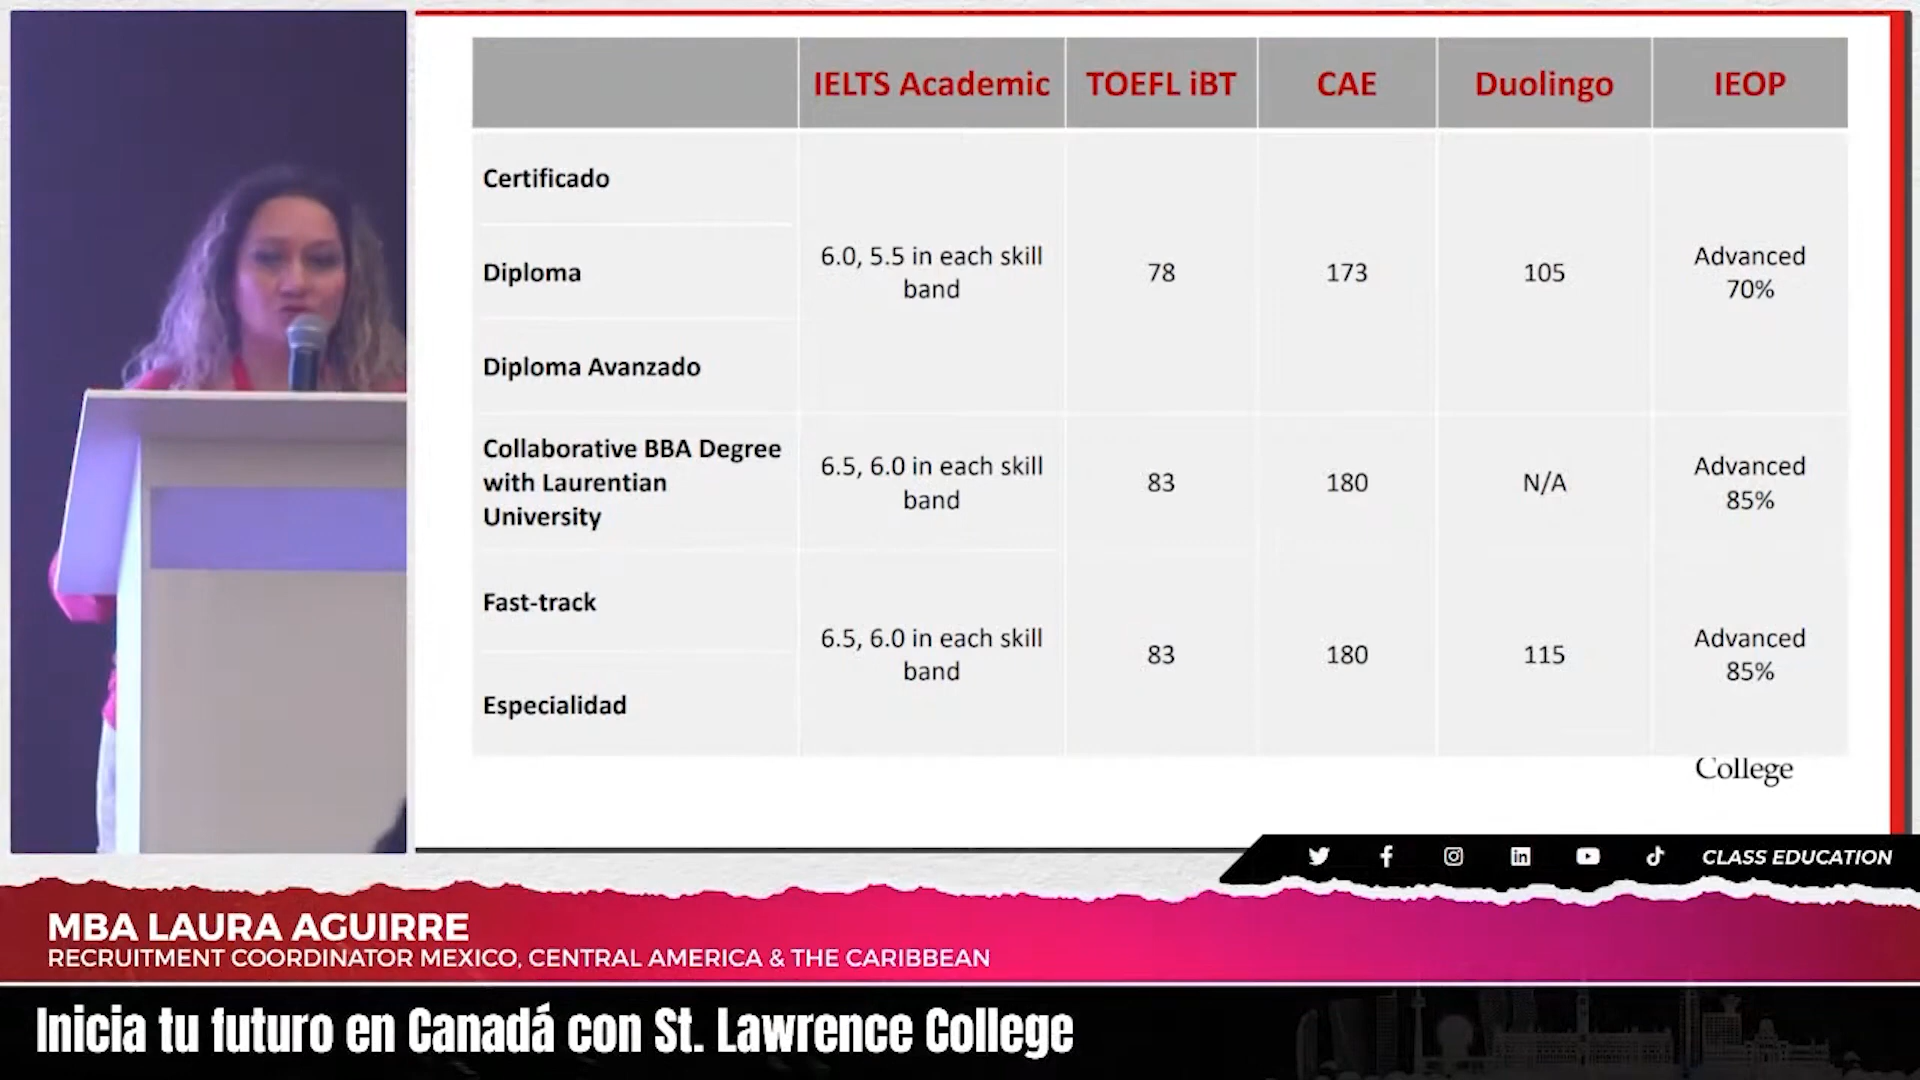 IELTS Academic TOEFL iBT CAE Duolingo IEOP
Certificado
Diploma
Diploma Avanzado
6.0, 5.5 in each skill
band
78
173
105
Advanced
70%
Collaborative BBA Degree
with Laurentian
University
6.5, 6.0 in each skill
band
83
180
N/A
Advanced
85%
Fast-track
Especialidad
6.5, 6.0 in each skill
band
83
180
115
Advanced
85%
College
CLASS EDUCATION
MBA LAURA AGUIRRE
RECRUITMENT COORDINATOR MEXICO, CENTRAL AMERICA & THE CARIBBEAN
Inicia tu futuro en Canadá con St. Lawrence College